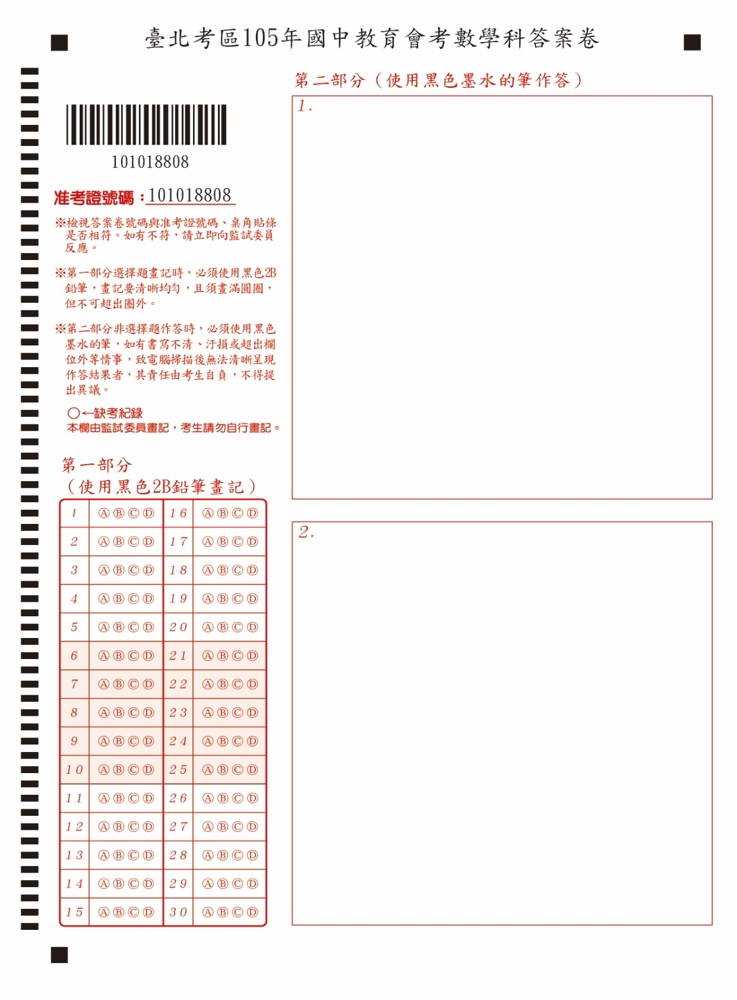 臺北考區105年國中教育會考數學科答案卷
101018808
准考證號碼：101018808
※檢視答案卷號碼與准考證號碼、桌角貼條
是否相符。如有不符，請立即向監試委員
反應。
※第一部分選擇題畫記時，必須使用黑色2B
鉛筆，畫記要清晰均勻，且須畫滿圓圈，
但不可超出圈外。
※第二部分非選擇題作答時，必須使用黑色
墨水的筆，如有書寫不清、汙損或超出欄
位外等情事，致電腦掃描後無法清晰呈現
作答結果者，其責任由考生自負，不得提
出異議。
○←缺考紀錄
本欄由監試委員畫記，考生請勿自行畫記。
第一部分
（使用黑色2B鉛筆畫記）
1 Ⓐ Ⓑ Ⓒ Ⓓ 16 Ⓐ Ⓑ Ⓒ Ⓓ
2 Ⓐ Ⓑ Ⓒ Ⓓ 17 Ⓐ Ⓑ Ⓒ Ⓓ
3 Ⓐ Ⓑ Ⓒ Ⓓ 18 Ⓐ Ⓑ Ⓒ Ⓓ
4 Ⓐ Ⓑ Ⓒ Ⓓ 19 Ⓐ Ⓑ Ⓒ Ⓓ
5 Ⓐ Ⓑ Ⓒ Ⓓ 20 Ⓐ Ⓑ Ⓒ Ⓓ
6 Ⓐ Ⓑ Ⓒ Ⓓ 21 Ⓐ Ⓑ Ⓒ Ⓓ
7 Ⓐ Ⓑ Ⓒ Ⓓ 22 Ⓐ Ⓑ Ⓒ Ⓓ
8 Ⓐ Ⓑ Ⓒ Ⓓ 23 Ⓐ Ⓑ Ⓒ Ⓓ
9 Ⓐ Ⓑ Ⓒ Ⓓ 24 Ⓐ Ⓑ Ⓒ Ⓓ
10 Ⓐ Ⓑ Ⓒ Ⓓ 25 Ⓐ Ⓑ Ⓒ Ⓓ
11 Ⓐ Ⓑ Ⓒ Ⓓ 26 Ⓐ Ⓑ Ⓒ Ⓓ
12 Ⓐ Ⓑ Ⓒ Ⓓ 27 Ⓐ Ⓑ Ⓒ Ⓓ
13 Ⓐ Ⓑ Ⓒ Ⓓ 28 Ⓐ Ⓑ Ⓒ Ⓓ
14 Ⓐ Ⓑ Ⓒ Ⓓ 29 Ⓐ Ⓑ Ⓒ Ⓓ
15 Ⓐ Ⓑ Ⓒ Ⓓ 30 Ⓐ Ⓑ Ⓒ Ⓓ
第二部分（使用黑色墨水的筆作答）
1.
2.